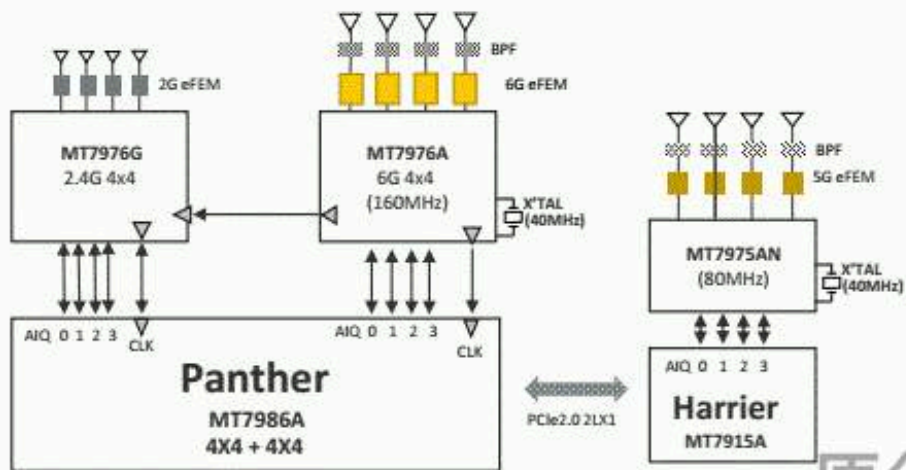 BPF
2G eFEM
6G eFEM
MT7976G
2.4G 4x4
MT7976A
6G 4x4
(160MHz)
X'TAL
(40MHz)
BPF
5G eFEM
MT7975AN
(80MHz)
X'TAL
(40MHz)
AIQ 0 1 2 3 CLK
AIQ 0 1 2 3 CLK
Panther
MT7986A
4X4 + 4X4
PCIe2.0 2LX1
AIQ 0 1 2 3
Harrier
MT7915A